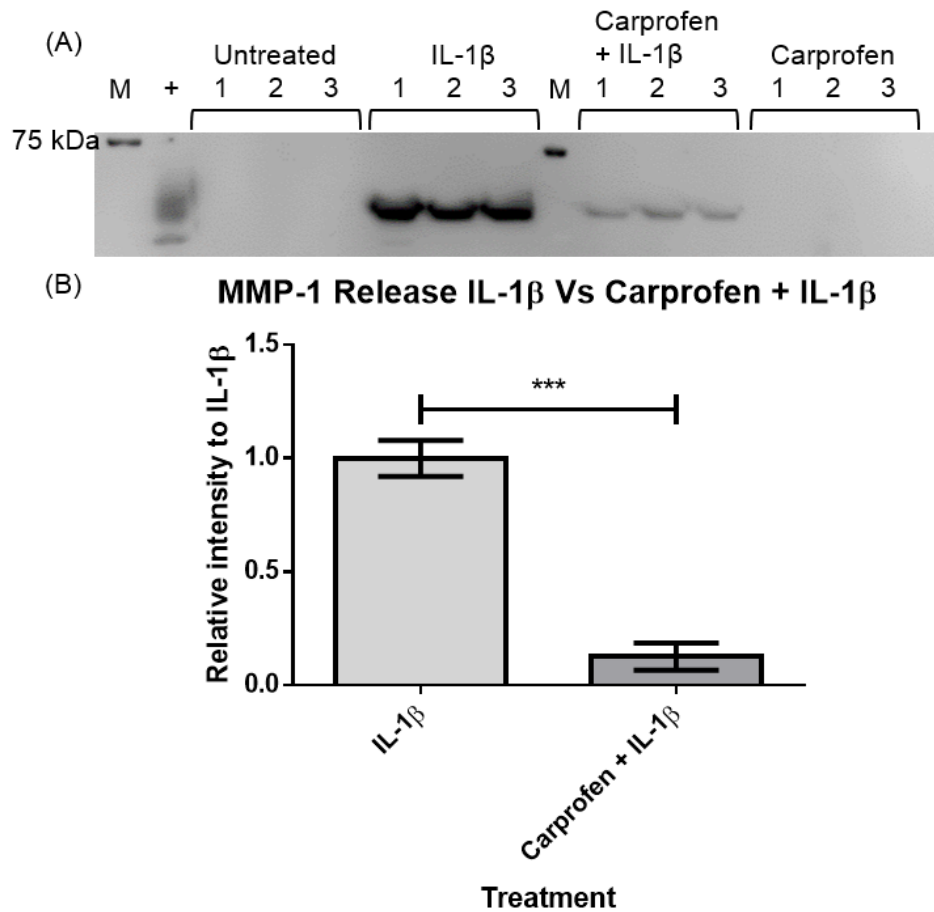 (A)
Untreated
IL-1β
Carprofen
+ IL-1β
Carprofen
M + 1 2 3 1 2 3 M 1 2 3 1 2 3
75 kDa
(B)
MMP-1 Release IL-1β Vs Carprofen + IL-1β
Relative intensity to IL-1β
1.5
1.0
0.5
0.0
***
IL-1β
Carprofen + IL-1β
Treatment